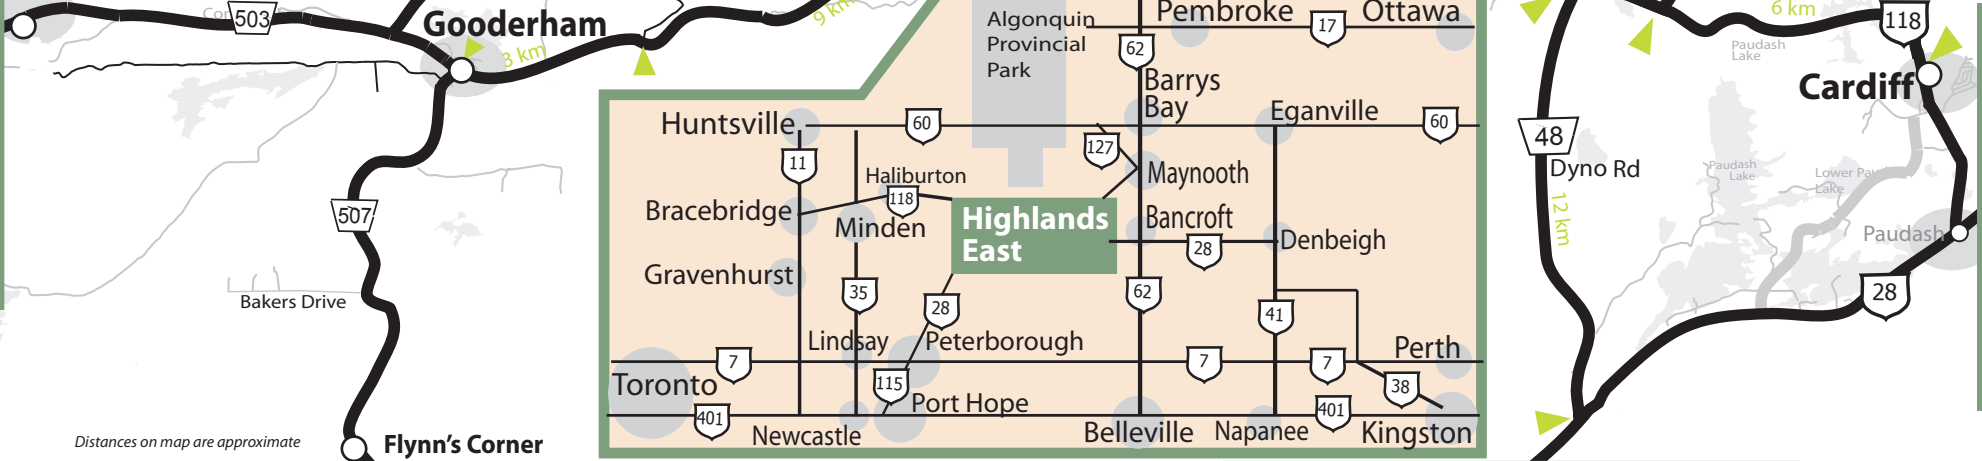 503
Gooderham
3 km
9 km
507
Bakers Drive
Distances on map are approximate
Flynn's Corner
Algonquin
Provincial
Park
Pembroke
17
Ottawa
62
Barrys
Bay
Huntsville
60
Eganville
60
11
127
Haliburton
118
Maynooth
Bracebridge
Minden
Highlands
East
Bancroft
28
Denbeigh
Gravenhurst
35
28
62
41
Lindsay
Peterborough
7
7
7
Perth
Toronto
115
38
401
Port Hope
401
Newcastle
Belleville
Napanee
Kingston
6 km
118
Paudash
Lake
Cardiff
48
Dyno Rd
Paudash
Lake
Lower
Lake
12 km
Paudash
28